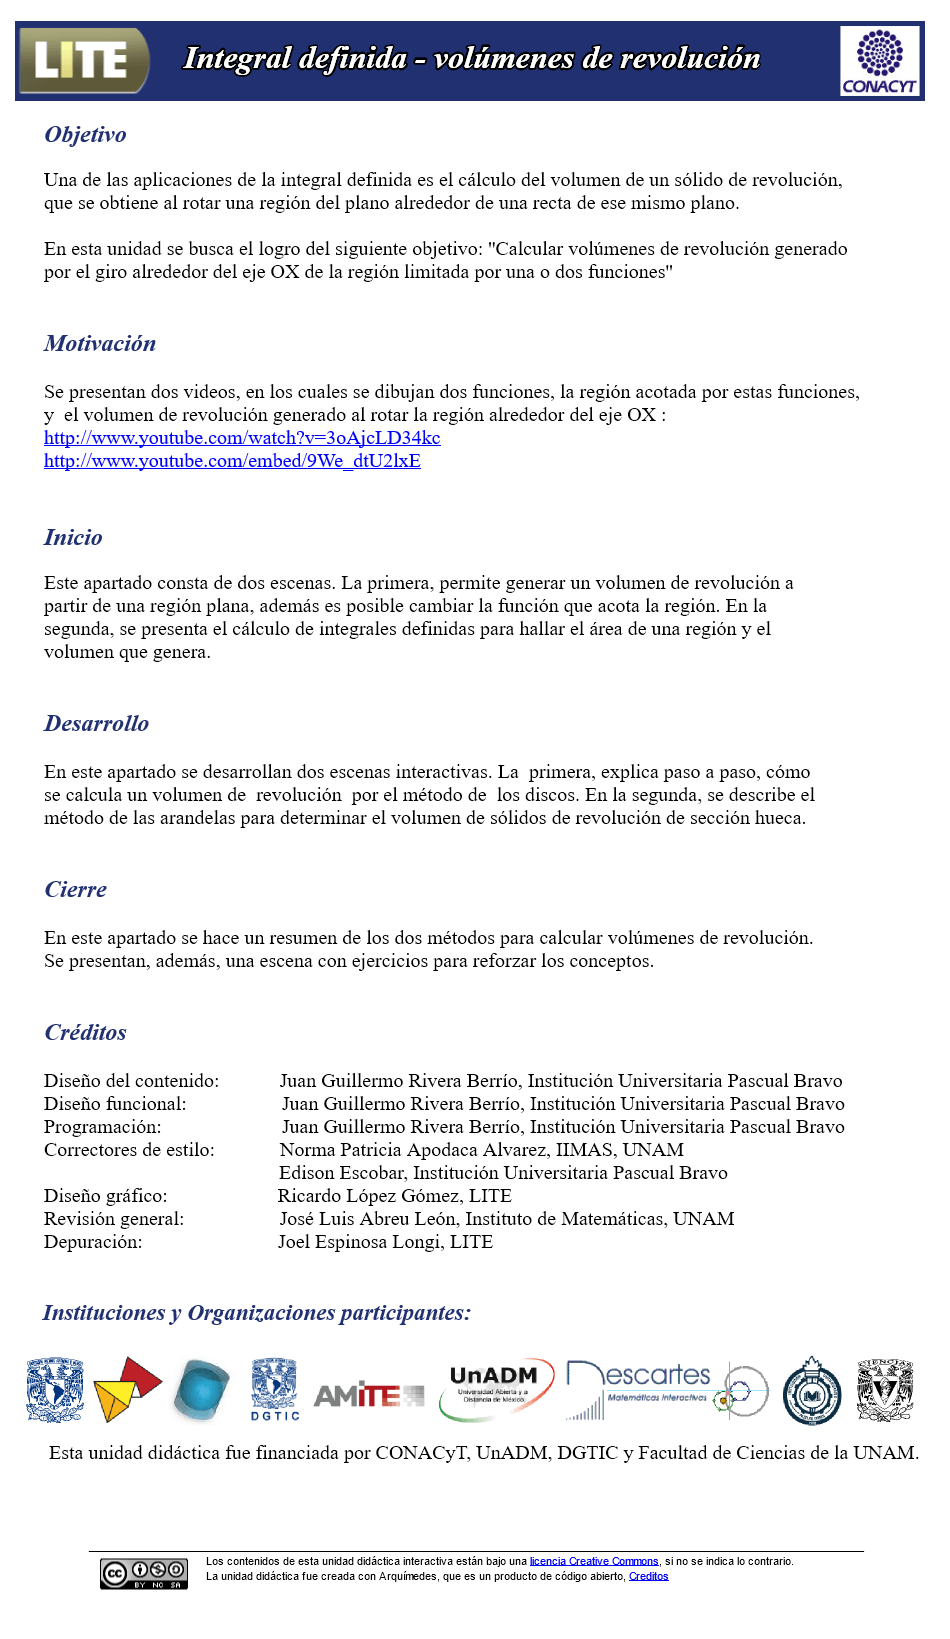 LITE
Integral definida - volúmenes de revolución
CONACYT
Objetivo
Una de las aplicaciones de la integral definida es el cálculo del volumen de un sólido de revolución,
que se obtiene al rotar una región del plano alrededor de una recta de ese mismo plano.
En esta unidad se busca el logro del siguiente objetivo: "Calcular volúmenes de revolución generado
por el giro alrededor del eje OX de la región limitada por una o dos funciones"
Motivación
Se presentan dos videos, en los cuales se dibujan dos funciones, la región acotada por estas funciones,
y el volumen de revolución generado al rotar la región alrededor del eje OX :
http://www.youtube.com/watch?v=3oAjcLD34kc
http://www.youtube.com/embed/9We_dtU2lxE
Inicio
Este apartado consta de dos escenas. La primera, permite generar un volumen de revolución a
partir de una región plana, además es posible cambiar la función que acota la región. En la
segunda, se presenta el cálculo de integrales definidas para hallar el área de una región y el
volumen que genera.
Desarrollo
En este apartado se desarrollan dos escenas interactivas. La primera, explica paso a paso, cómo
se calcula un volumen de revolución por el método de los discos. En la segunda, se describe el
método de las arandelas para determinar el volumen de sólidos de revolución de sección hueca.
Cierre
En este apartado se hace un resumen de los dos métodos para calcular volúmenes de revolución.
Se presentan, además, una escena con ejercicios para reforzar los conceptos.
Créditos
Diseño del contenido: Juan Guillermo Rivera Berrío, Institución Universitaria Pascual Bravo
Diseño funcional: Juan Guillermo Rivera Berrío, Institución Universitaria Pascual Bravo
Programación: Juan Guillermo Rivera Berrío, Institución Universitaria Pascual Bravo
Correctores de estilo: Norma Patricia Apodaca Alvarez, IIMAS, UNAM
Edison Escobar, Institución Universitaria Pascual Bravo
Diseño gráfico: Ricardo López Gómez, LITE
Revisión general: José Luis Abreu León, Instituto de Matemáticas, UNAM
Depuración: Joel Espinosa Longi, LITE
Instituciones y Organizaciones participantes:
DGTIC
AMITE
UnADM
Universidad Abierta y a
Distancia de México
Descartes
Matemáticas Interactivas
CIENCIAS
Esta unidad didáctica fue financiada por CONACyT, UnADM, DGTIC y Facultad de Ciencias de la UNAM.
cc BY NC SA
Los contenidos de esta unidad didáctica interactiva están bajo una licencia Creative Commons, si no se indica lo contrario.
La unidad didáctica fue creada con Arquímedes, que es un producto de código abierto, Creditos